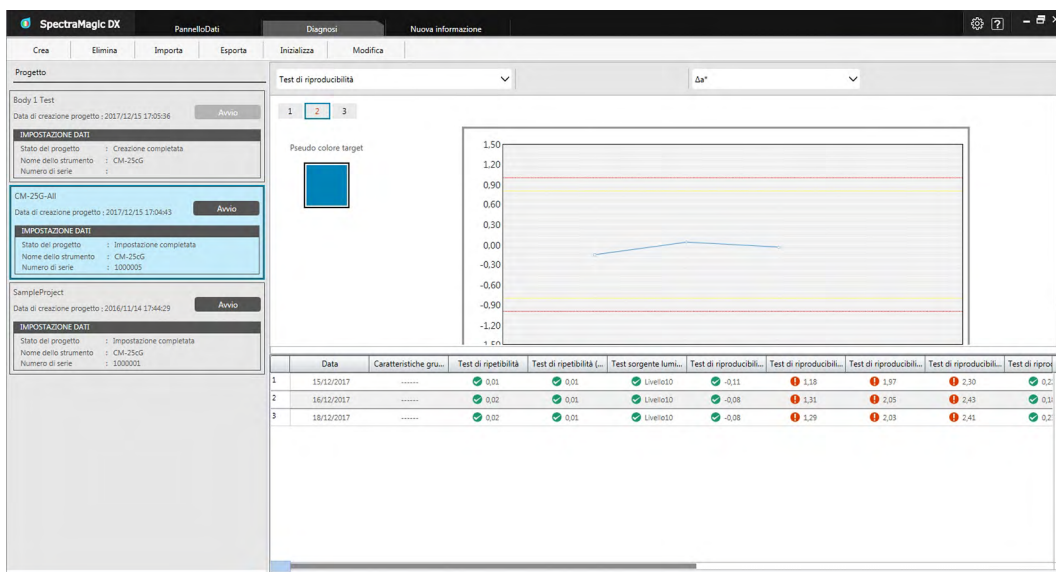 SpectraMagic DX PannelloDati Diagnosi Nuova informazione
Crea Elimina Importa Esporta Inizializza Modifica
Progetto
Body 1 Test
Data di creazione progetto : 2017/12/15 17:05:36 Avvio
IMPOSTAZIONE DATI
Stato del progetto : Creazione completata
Nome dello strumento : CM-25cG
Numero di serie :
CM-25G-All
Data di creazione progetto : 2017/12/15 17:04:43 Avvio
IMPOSTAZIONE DATI
Stato del progetto : Impostazione completata
Nome dello strumento : CM-25cG
Numero di serie : 1000005
SampleProject
Data di creazione progetto : 2016/11/14 17:44:29 Avvio
IMPOSTAZIONE DATI
Stato del progetto : Impostazione completata
Nome dello strumento : CM-25cG
Numero di serie : 1000001
Test di riproducibilità Δa*
1 2 3
Pseudo colore target
1,50
1,20
0,90
0,60
0,30
0,00
-0,30
-0,60
-0,90
-1,20
Data Caratteristiche gru... Test di ripetibilità Test di ripetibilità (... Test sorgente lumi... Test di riproducibili... Test di riproducibili... Test di riproducibili... Test di riproducibili... Test di ripro
1 15/12/2017 ------ 0,01 0,01 Livello10 -0,11 1,18 1,97 2,30
2 16/12/2017 ------ 0,02 0,01 Livello10 -0,08 1,31 2,05 2,43
3 18/12/2017 ------ 0,02 0,01 Livello10 -0,08 1,29 2,03 2,41